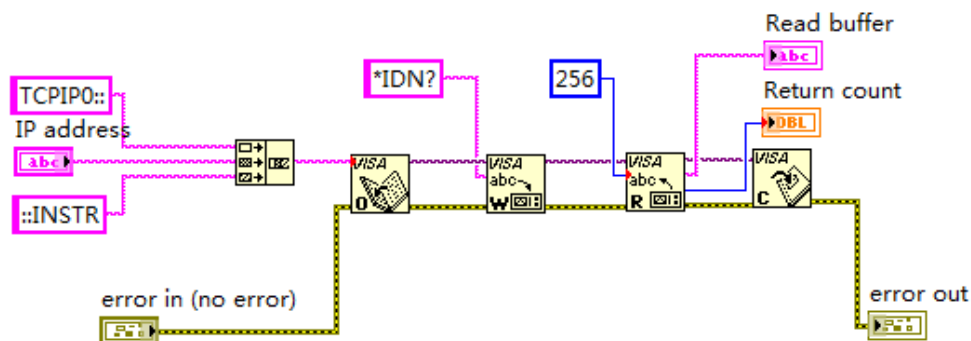 Read buffer
abc
TCPIP0::
*IDN?
256
Return count
DBL
IP address
abc
VISA
VISA
abc
VISA
abc
VISA
O
W
R
C
::INSTR
error in (no error)
error out